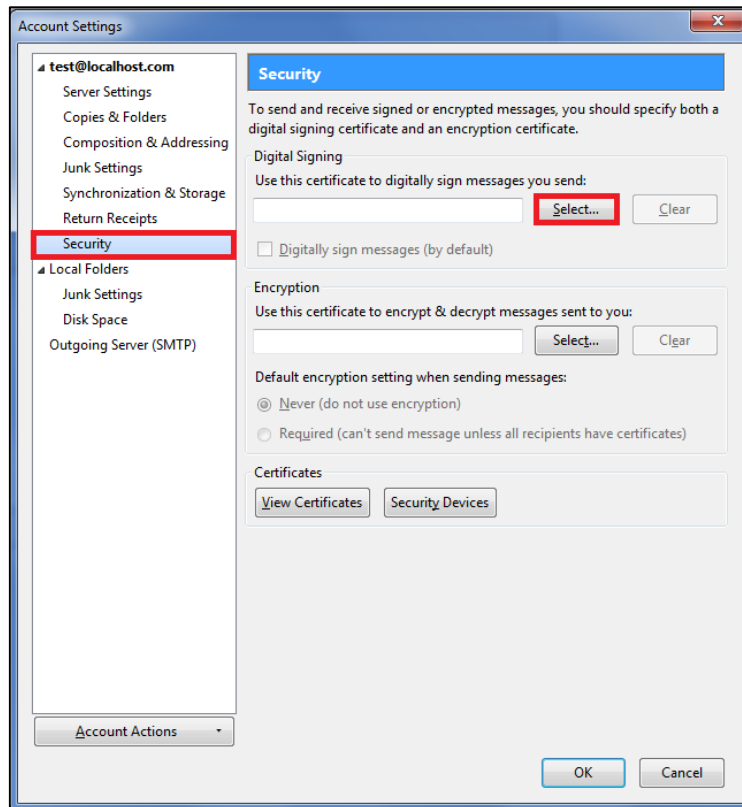 Account Settings
test@localhost.com
Server Settings
Copies & Folders
Composition & Addressing
Junk Settings
Synchronization & Storage
Return Receipts
Security
Local Folders
Junk Settings
Disk Space
Outgoing Server (SMTP)
Account Actions
Security
To send and receive signed or encrypted messages, you should specify both a
digital signing certificate and an encryption certificate.
Digital Signing
Use this certificate to digitally sign messages you send:
Select... Clear
Digitally sign messages (by default)
Encryption
Use this certificate to encrypt & decrypt messages sent to you:
Select... Clear
Default encryption setting when sending messages:
Never (do not use encryption)
Required (can't send message unless all recipients have certificates)
Certificates
View Certificates Security Devices
OK Cancel